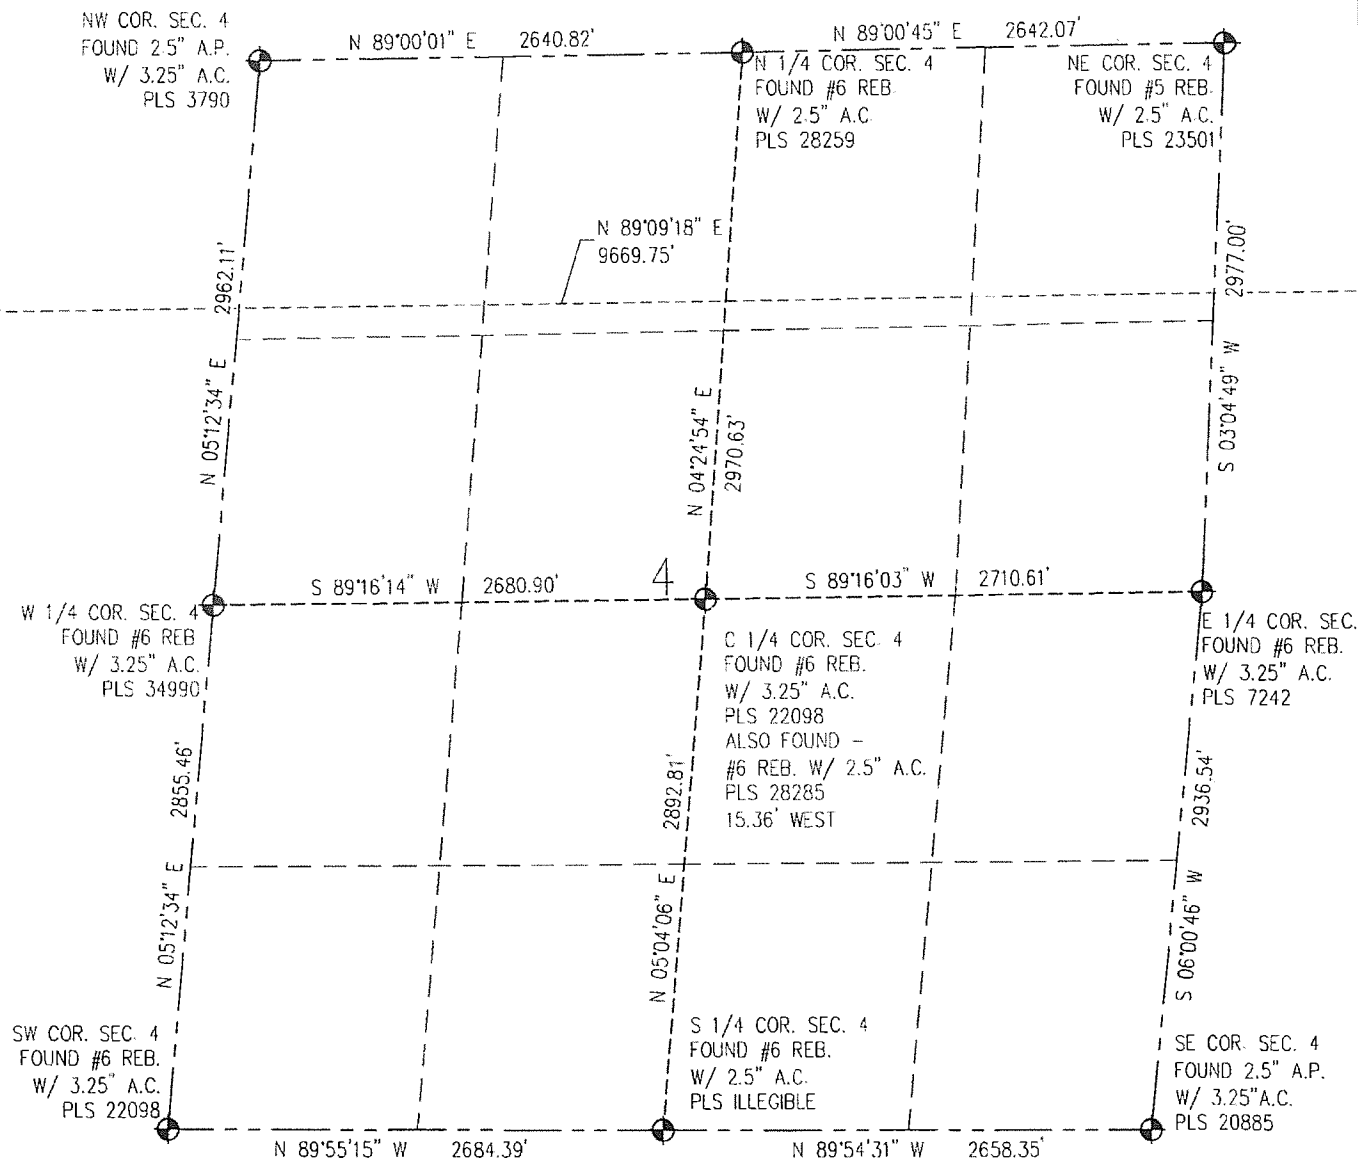 NW COR. SEC. 4
FOUND 2.5" A.P.
W/ 3.25" A.C.
PLS 3790
N 89°00'01" E 2640.82'
N 89°00'45" E 2642.07'
N 1/4 COR. SEC. 4
FOUND #6 REB.
W/ 2.5" A.C.
PLS 28259
NE COR. SEC. 4
FOUND #5 REB.
W/ 2.5" A.C.
PLS 23501
N 89°09'18" E
9669.75'
N 05°12'34" E 2962.11'
N 04°24'54" E
2970.63'
S 03°04'49" W 2977.00'
S 89°16'14" W 2680.90'
4
S 89°16'03" W 2710.61'
W 1/4 COR. SEC. 4
FOUND #6 REB
W/ 3.25" A.C.
PLS 34990
C 1/4 COR. SEC. 4
FOUND #6 REB.
W/ 3.25" A.C.
PLS 22098
ALSO FOUND -
#6 REB. W/ 2.5" A.C.
PLS 28285
15.36' WEST
E 1/4 COR. SEC.
FOUND #6 REB.
W/ 3.25" A.C.
PLS 7242
N 05°12'34" E 2855.46'
N 05°04'06" E 2892.81'
S 06°00'46" W 2936.54'
SW COR. SEC. 4
FOUND #6 REB.
W/ 3.25" A.C.
PLS 22098
S 1/4 COR. SEC. 4
FOUND #6 REB.
W/ 2.5" A.C.
PLS ILLEGIBLE
SE COR. SEC. 4
FOUND 2.5" A.P.
W/ 3.25"A.C.
PLS 20885
N 89°55'15" W 2684.39'
N 89°54'31" W 2658.35'